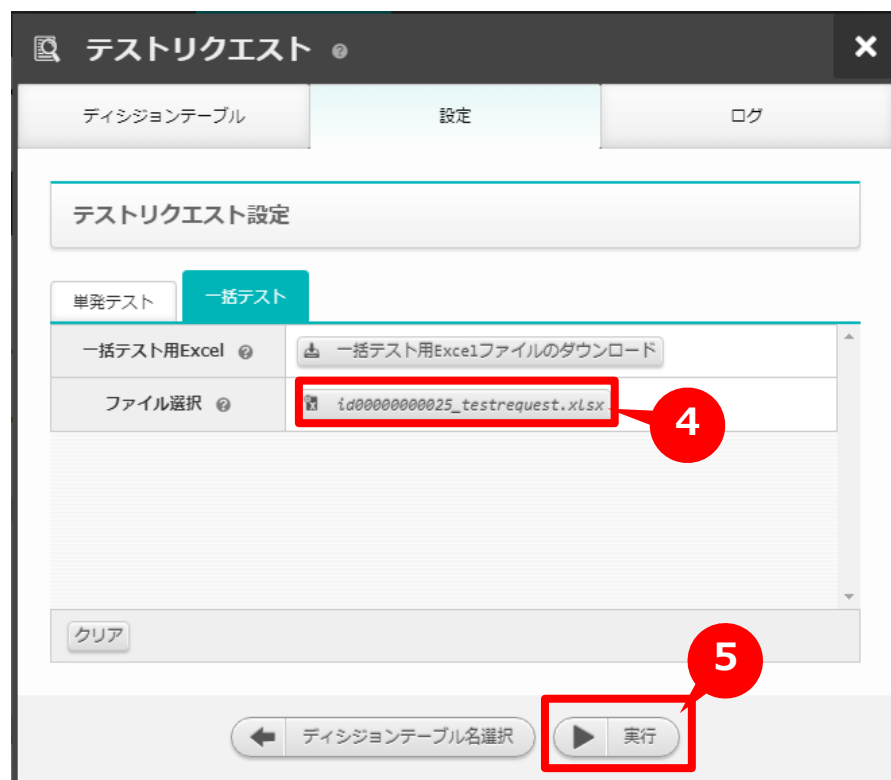 テストリクエスト
ディシジョンテーブル 設定 ログ
テストリクエスト設定
単発テスト 一括テスト
一括テスト用Excel 一括テスト用Excelファイルのダウンロード
ファイル選択 id00000000025_testrequest.xlsx
4
クリア
5
ディシジョンテーブル名選択 実行